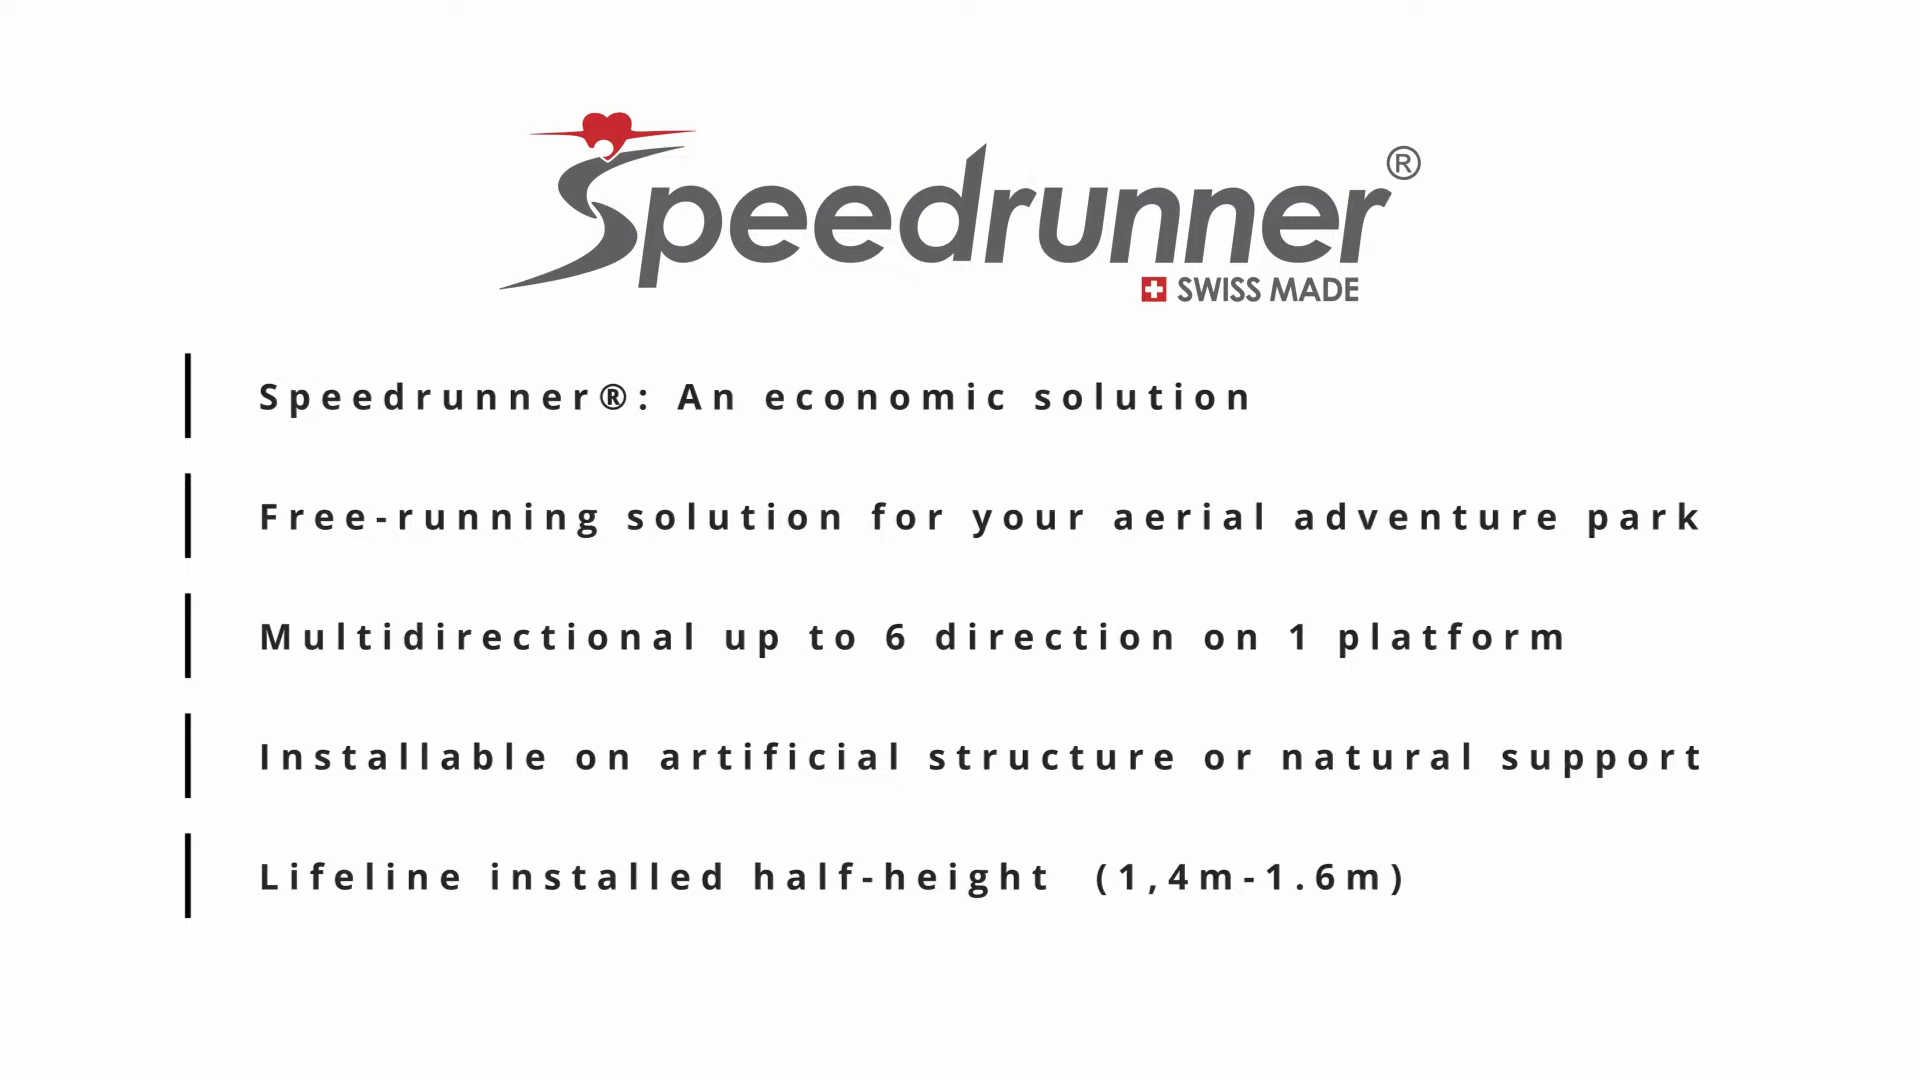 Speedrunner®
SWISS MADE
Speedrunner®: An economic solution
Free-running solution for your aerial adventure park
Multidirectional up to 6 direction on 1 platform
Installable on artificial structure or natural support
Lifeline installed half-height (1,4m-1.6m)